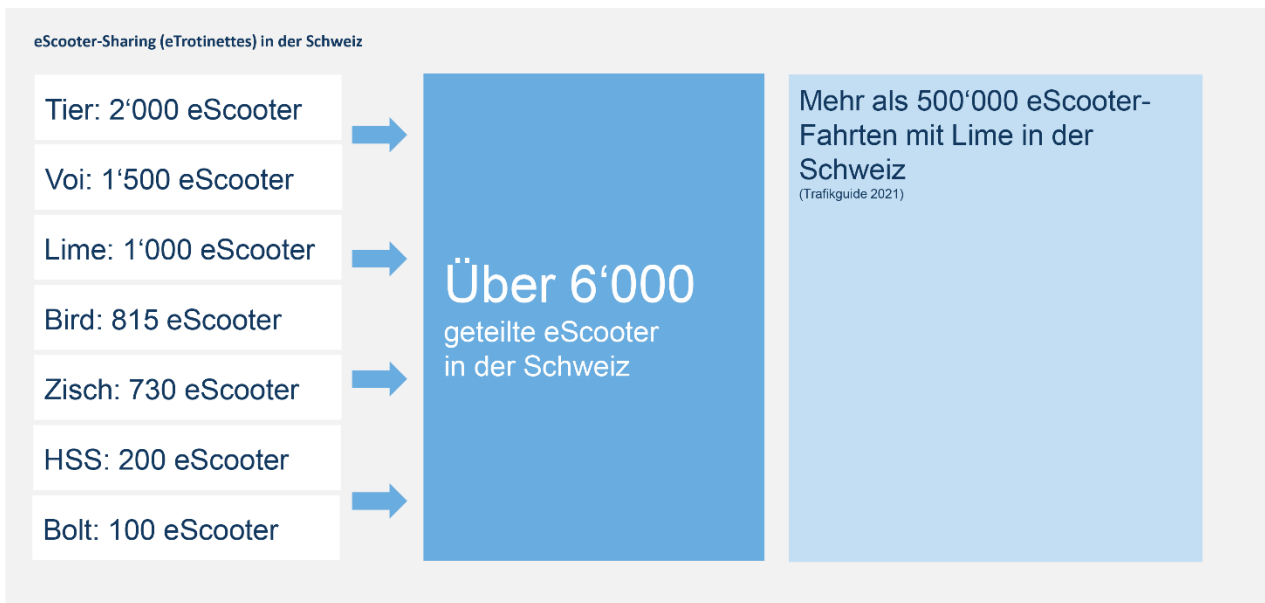 eScooter-Sharing (eTrotinettes) in der Schweiz
Tier: 2‘000 eScooter
Voi: 1‘500 eScooter
Lime: 1‘000 eScooter
Bird: 815 eScooter
Zisch: 730 eScooter
HSS: 200 eScooter
Bolt: 100 eScooter
Über 6‘000
geteilte eScooter
in der Schweiz
Mehr als 500‘000 eScooter-
Fahrten mit Lime in der
Schweiz
(Trafikguide 2021)